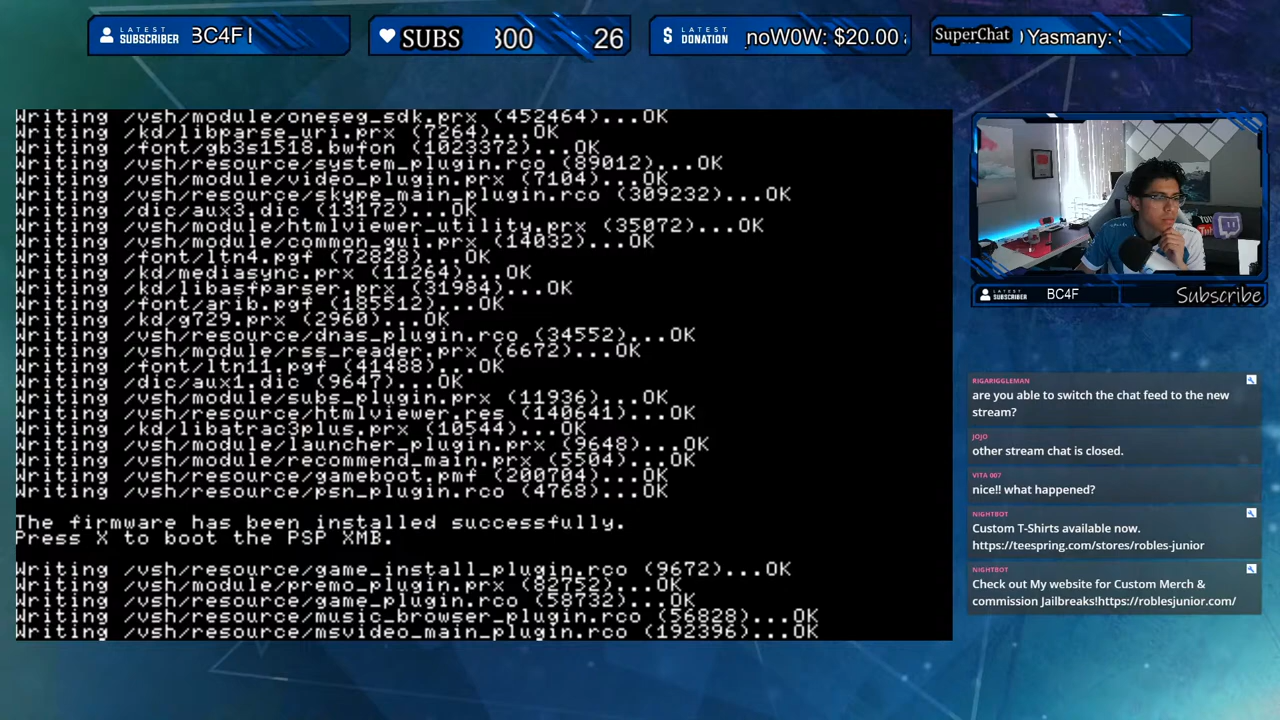 LATEST
SUBSCRIBER
BC4F
SUBS
300
26
LATEST
DONATION
noW0W: $20.00
SuperChat
Yasmany:
Writing /vsh/module/oneseg_sdk.prx (452464)...OK
Writing /kd/libparse_uri.prx (7264)...OK
Writing /font/gb3s1518.bwfon (1023372)...OK
Writing /vsh/resource/system_plugin.rco (89012)...OK
Writing /vsh/module/video_plugin.prx (7104)...OK
Writing /vsh/resource/skype_main_plugin.rco (309232)...OK
Writing /dic/aux3.dic (13172)...OK
Writing /vsh/module/htmlviewer_utility.prx (35072)...OK
Writing /vsh/module/common_gui.prx (14032)...OK
Writing /font/ltn4.pgf (72828)...OK
Writing /kd/mediasync.prx (11264)...OK
Writing /kd/libasfparser.prx (31984)...OK
Writing /font/arib.pgf (185512)...OK
Writing /kd/g729.prx (2960)...OK
Writing /vsh/resource/dnas_plugin.rco (34552)...OK
Writing /vsh/module/rss_reader.prx (6672)...OK
Writing /font/ltn11.pgf (41488)...OK
Writing /dic/aux1.dic (9647)...OK
Writing /vsh/module/subs_plugin.prx (11936)...OK
Writing /vsh/resource/htmlviewer.res (140641)...OK
Writing /kd/libatrac3plus.prx (10544)...OK
Writing /vsh/module/launcher_plugin.prx (9648)...OK
Writing /vsh/module/recommend_main.prx (5504)...OK
Writing /vsh/resource/gameboot.pmf (200704)...OK
Writing /vsh/resource/psn_plugin.rco (4768)...OK
The firmware has been installed successfully.
Press X to boot the PSP XMB.
Writing /vsh/resource/game_install_plugin.rco (9672)...OK
Writing /vsh/module/premo_plugin.prx (82752)...OK
Writing /vsh/resource/game_plugin.rco (58732)...OK
Writing /vsh/resource/music_browser_plugin.rco (56828)...OK
Writing /vsh/resource/msvideo_main_plugin.rco (192396)...OK
LATEST
SUBSCRIBER
BC4F
Subscribe
RIGARIGGLEMAN
are you able to switch the chat feed to the new
stream?
JOJO
other stream chat is closed.
VITA 007
nice!! what happened?
NIGHTBOT
Custom T-Shirts available now.
https://teespring.com/stores/robles-junior
NIGHTBOT
Check out My website for Custom Merch &
commission Jailbreaks!https://roblesjunior.com/